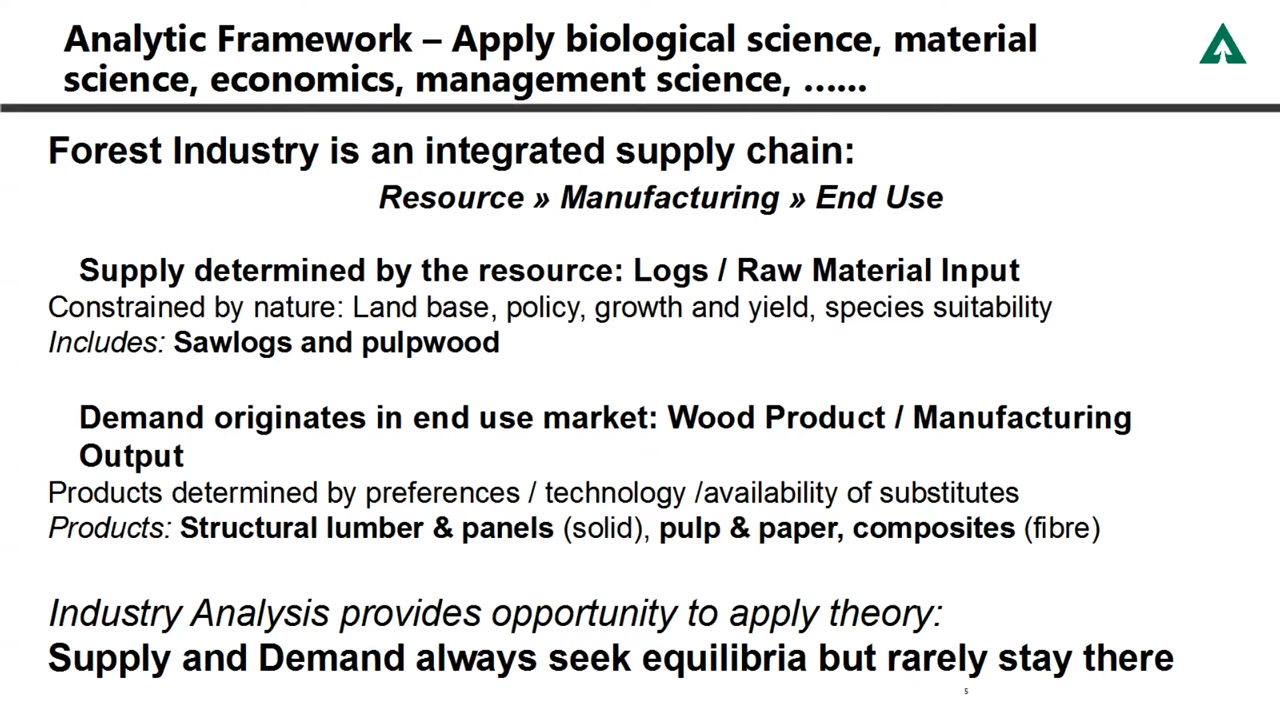 Analytic Framework – Apply biological science, material
science, economics, management science, …...
Forest Industry is an integrated supply chain:
Resource » Manufacturing » End Use
Supply determined by the resource: Logs / Raw Material Input
Constrained by nature: Land base, policy, growth and yield, species suitability
Includes: Sawlogs and pulpwood
Demand originates in end use market: Wood Product / Manufacturing
Output
Products determined by preferences / technology /availability of substitutes
Products: Structural lumber & panels (solid), pulp & paper, composites (fibre)
Industry Analysis provides opportunity to apply theory:
Supply and Demand always seek equilibria but rarely stay there
5